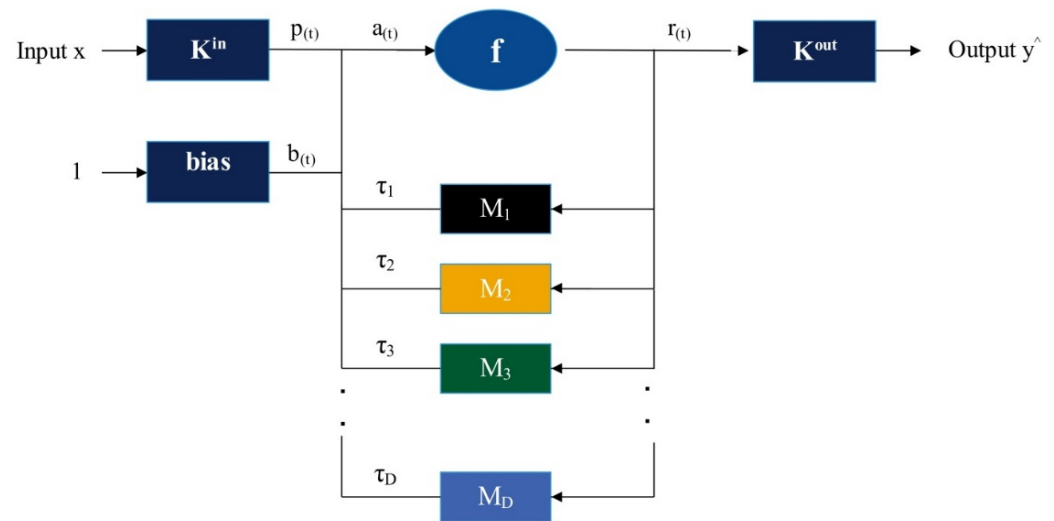 Input x
K^in
p(t)
a(t)
f
r(t)
K^out
Output y^
1
bias
b(t)
τ1
M1
τ2
M2
τ3
M3
τD
MD